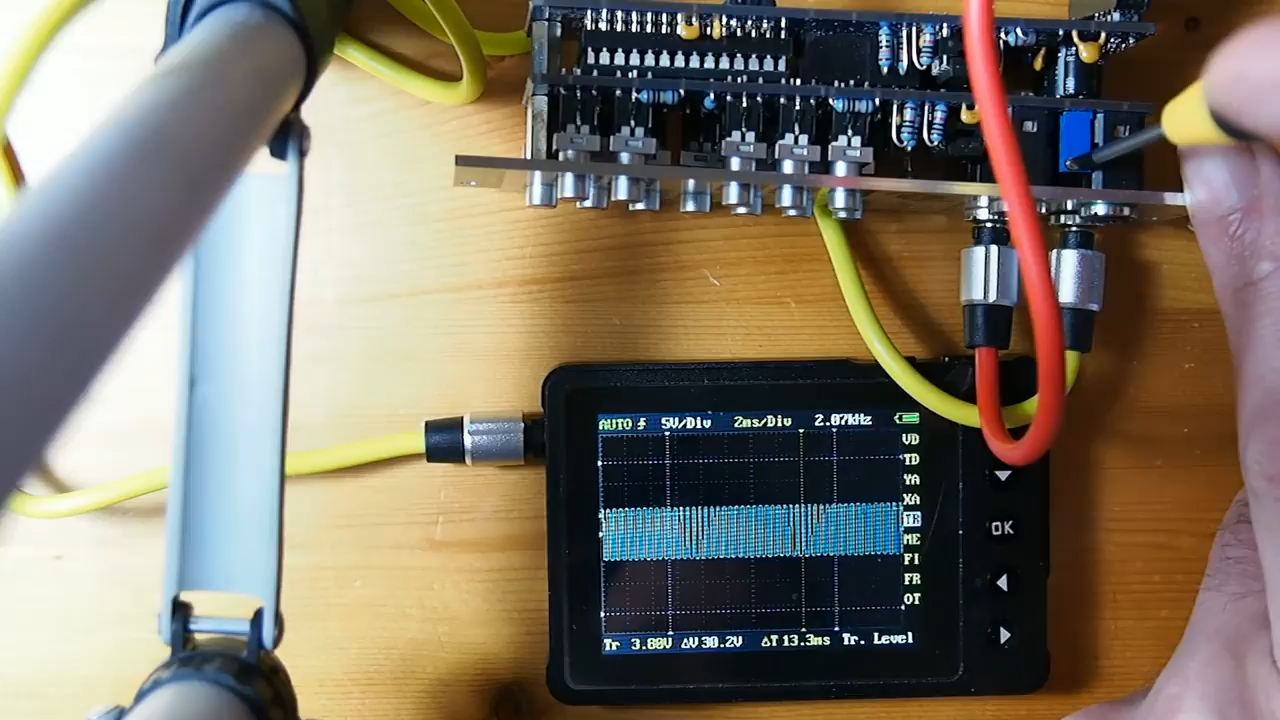 AUTO 5V/Div 2ms/Div 2.07kHz
VD
TD
YA
XA
TR
ME
FI
FR
OT
Tr 3.80V ΔV 30.2V ΔT 13.3ms Tr. Level
OK